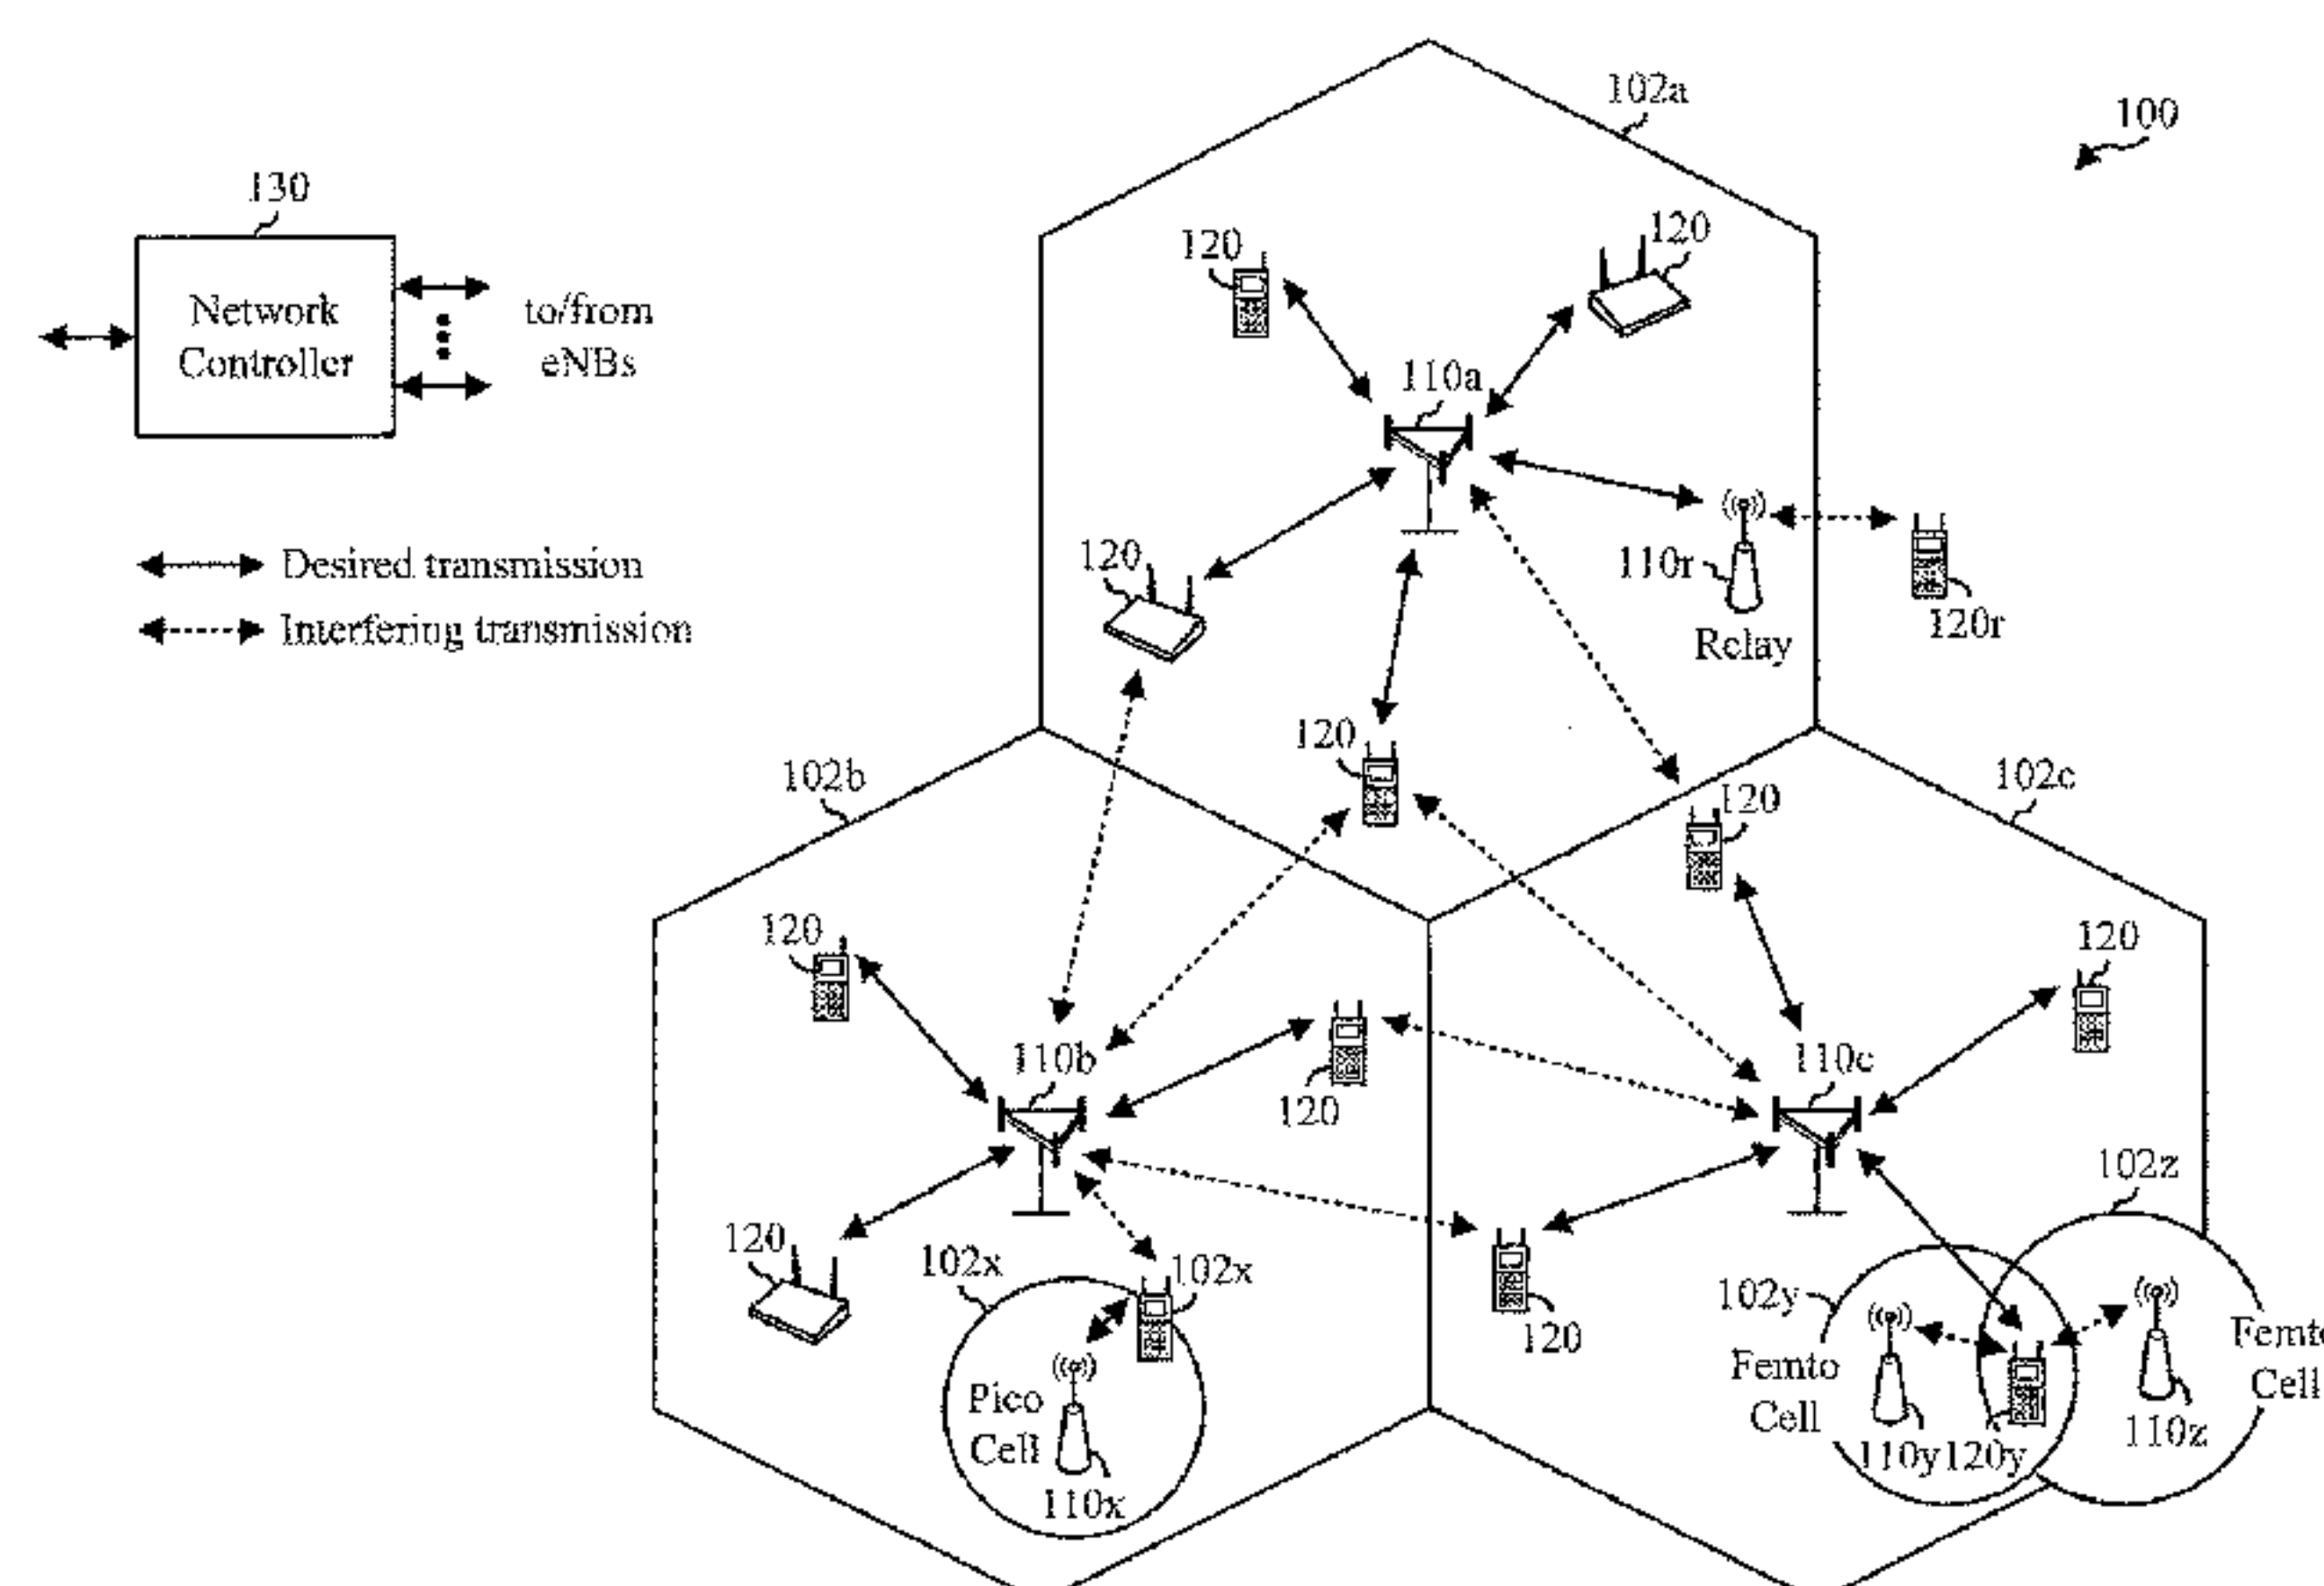 102a
100
130
120
120
Network
Controller
to/from
eNBs
110a
Desired transmission
Interfering transmission
120
110r
Relay
120r
120
102b
102c
120
120
120
110b
110c
120
102z
120
102x
102x
102y
120
Femto
Cell
Pico
Cell
110x
110y
120y
110z
Femto
Cell